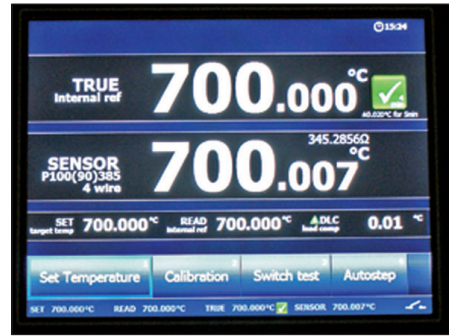 15:24
TRUE 700.000°C
Internal ref
Δ0.020°C for 5min
345.2856Ω
SENSOR 700.007°C
P100(90)385
4 wire
SET target temp 700.000°C READ internal ref 700.000°C DLC load comp 0.01 °C
Set Temperature Calibration Switch test Autostep
SET 700.000°C READ 700.000°C TRUE 700.000°C SENSOR 700.007°C